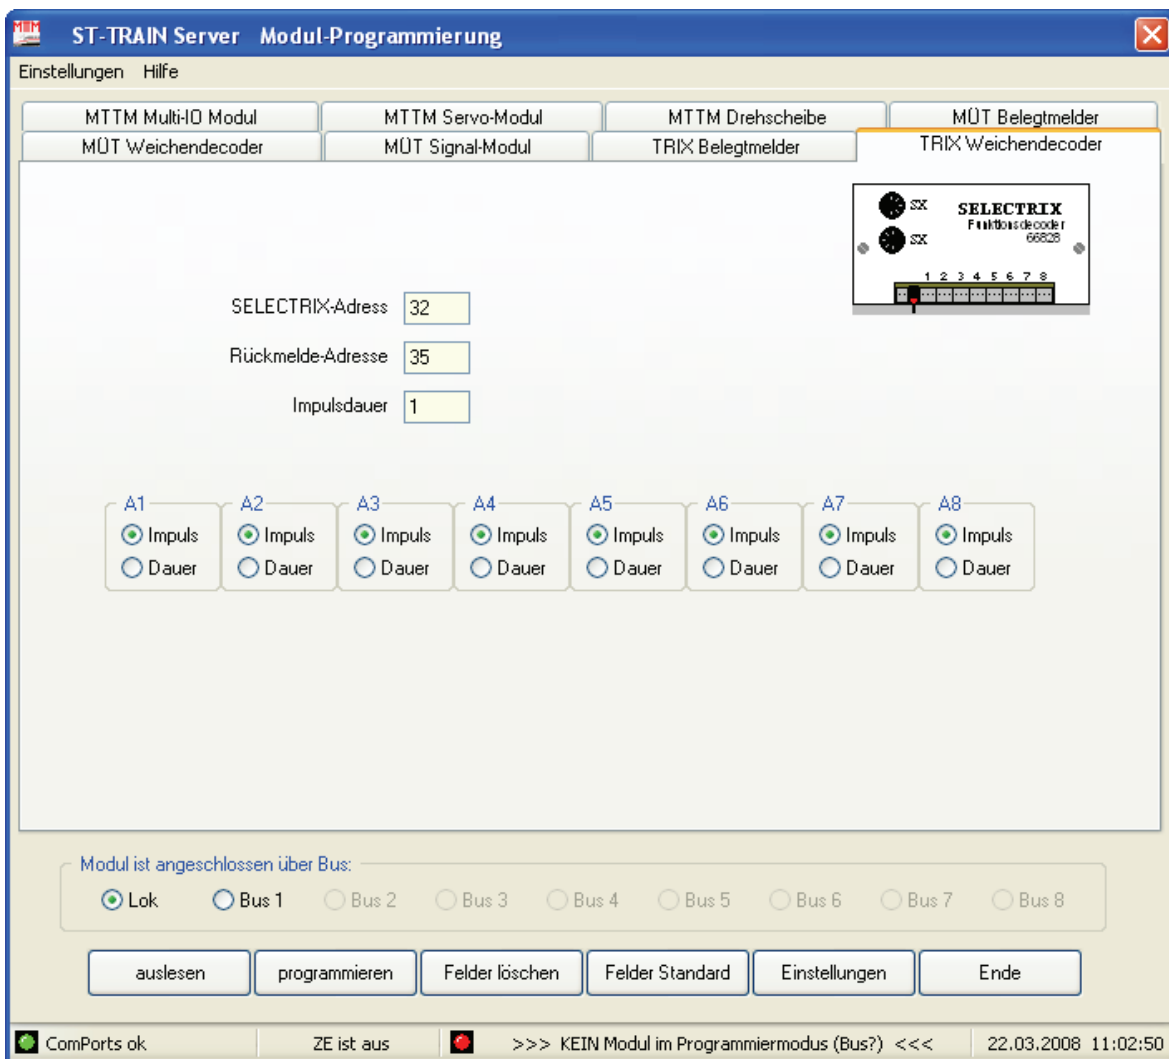 MTTM
ST-TRAIN Server Modul-Programmierung
Einstellungen Hilfe
MTTM Multi-IO Modul MTTM Servo-Modul MTTM Drehscheibe MÜT Belegtmelder
MÜT Weichendecoder MÜT Signal-Modul TRIX Belegtmelder TRIX Weichendecoder
SX SELECTRIX
Funktionsdecoder
SX 66828
1 2 3 4 5 6 7 8
SELECTRIX-Adress 32
Rückmelde-Adresse 35
Impulsdauer 1
A1 A2 A3 A4 A5 A6 A7 A8
Impuls Impuls Impuls Impuls Impuls Impuls Impuls Impuls
Dauer Dauer Dauer Dauer Dauer Dauer Dauer Dauer
Modul ist angeschlossen über Bus:
Lok Bus 1 Bus 2 Bus 3 Bus 4 Bus 5 Bus 6 Bus 7 Bus 8
auslesen programmieren Felder löschen Felder Standard Einstellungen Ende
ComPorts ok ZE ist aus >>> KEIN Modul im Programmiermodus (Bus?) <<< 22.03.2008 11:02:50